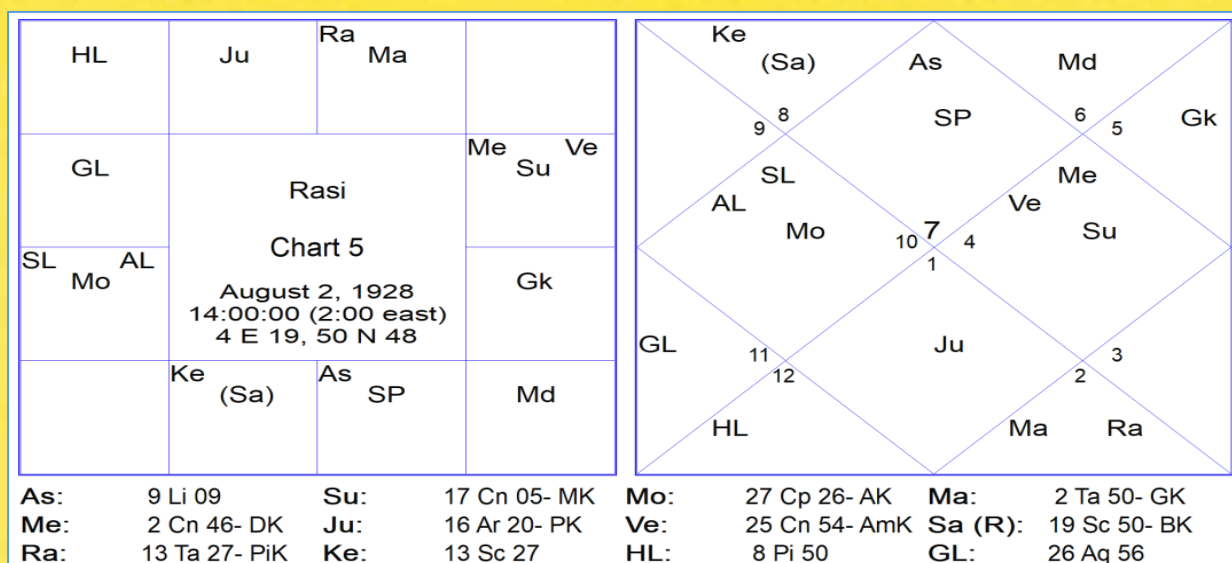 HL Ju Ra Ma
GL Me Ve Su
Rasi
Chart 5
August 2, 1928
14:00:00 (2:00 east)
4 E 19, 50 N 48
SL Mo AL Gk
Ke (Sa) As SP Md
Ke (Sa) As Md
SP Gk
9 8 6 5
SL Me
AL Ve
Mo Su
10 7 4
1
GL Ju
11 12 3 2
HL Ma Ra
As: 9 Li 09 Su: 17 Cn 05- MK Mo: 27 Cp 26- AK Ma: 2 Ta 50- GK
Me: 2 Cn 46- DK Ju: 16 Ar 20- PK Ve: 25 Cn 54- AmK Sa (R): 19 Sc 50- BK
Ra: 13 Ta 27- PiK Ke: 13 Sc 27 HL: 8 Pi 50 GL: 26 Aq 56